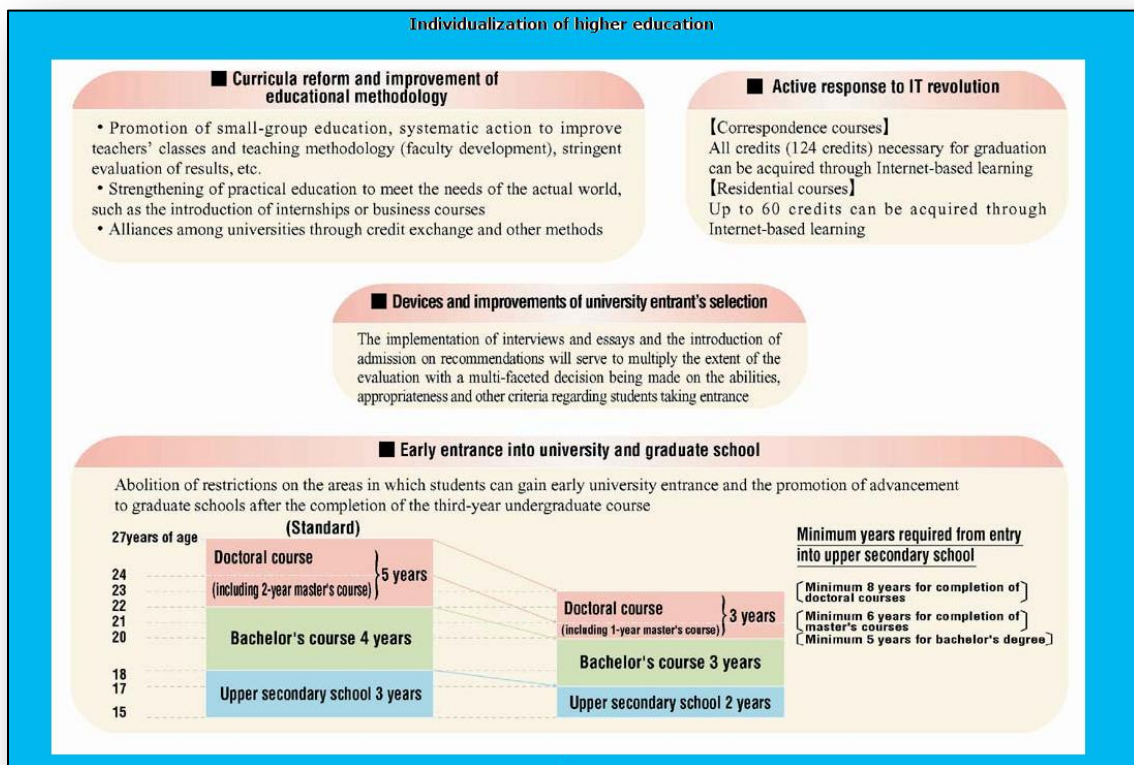 Individualization of higher education
■ Curricula reform and improvement of
educational methodology
• Promotion of small-group education, systematic action to improve
teachers' classes and teaching methodology (faculty development), stringent
evaluation of results, etc.
• Strengthening of practical education to meet the needs of the actual world,
such as the introduction of internships or business courses
• Alliances among universities through credit exchange and other methods
■ Active response to IT revolution
【Correspondence courses】
All credits (124 credits) necessary for graduation
can be acquired through Internet-based learning
【Residential courses】
Up to 60 credits can be acquired through
Internet-based learning
■ Devices and improvements of university entrant's selection
The implementation of interviews and essays and the introduction of
admission on recommendations will serve to multiply the extent of the
evaluation with a multi-faceted decision being made on the abilities,
appropriateness and other criteria regarding students taking entrance
■ Early entrance into university and graduate school
Abolition of restrictions on the areas in which students can gain early university entrance and the promotion of advancement
to graduate schools after the completion of the third-year undergraduate course
(Standard)
27years of age
24
23
22
21
20
18
17
15
Doctoral course
(including 2-year master's course)
5 years
Bachelor's course 4 years
Upper secondary school 3 years
Doctoral course
(including 1-year master's course)
3 years
Bachelor's course 3 years
Upper secondary school 2 years
Minimum years required from entry
into upper secondary school
[Minimum 8 years for completion of
doctoral courses]
[Minimum 6 years for completion of
master's courses]
[Minimum 5 years for bachelor's degree]